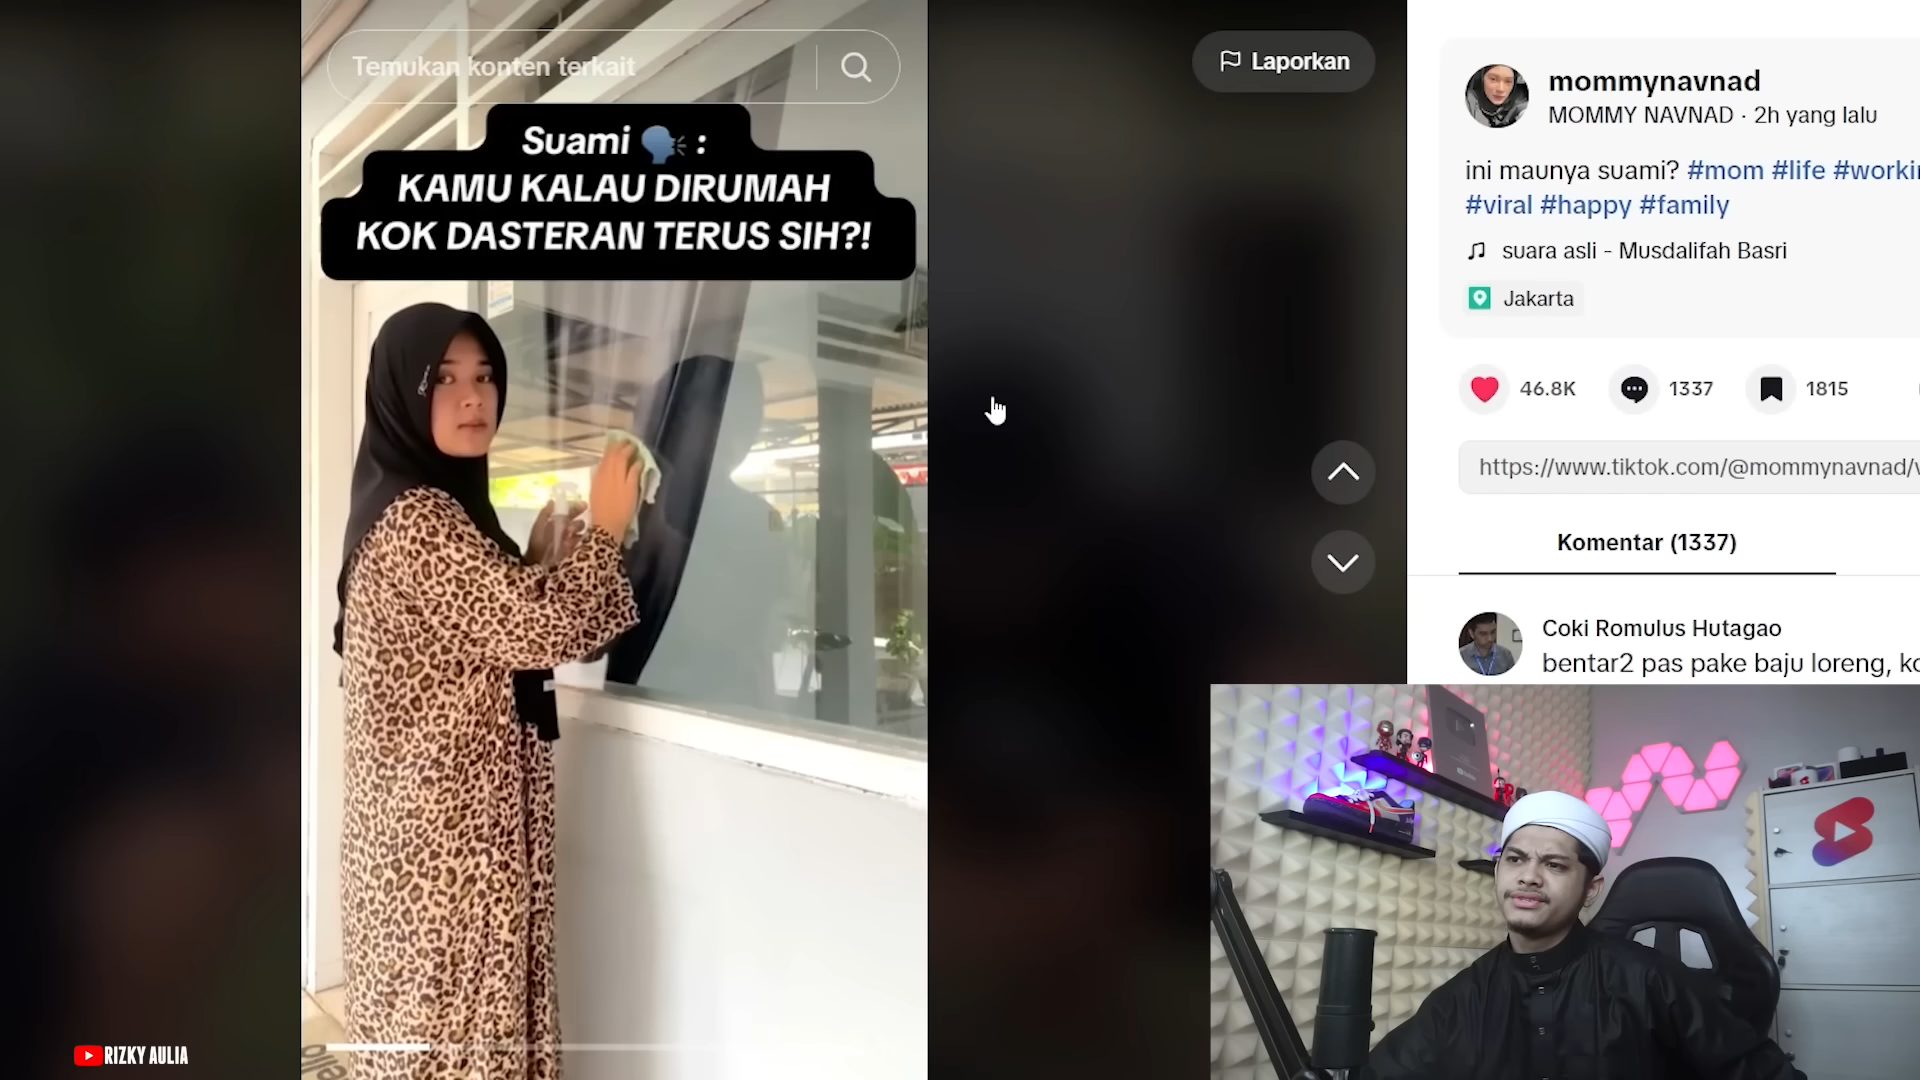 Temukan konten terkait
Laporkan
Suami :
KAMU KALAU DIRUMAH
KOK DASTERAN TERUS SIH?!
mommynavnad
MOMMY NAVNAD · 2h yang lalu
ini maunya suami? #mom #life
#viral #happy #family
suara asli - Musdalifah Basri
Jakarta
46.8K
1337
1815
https://www.tiktok.com/@mommynavnad/
Komentar (1337)
Coki Romulus Hutagao
bentar2 pas pake baju loreng,
RIZKY AULIA